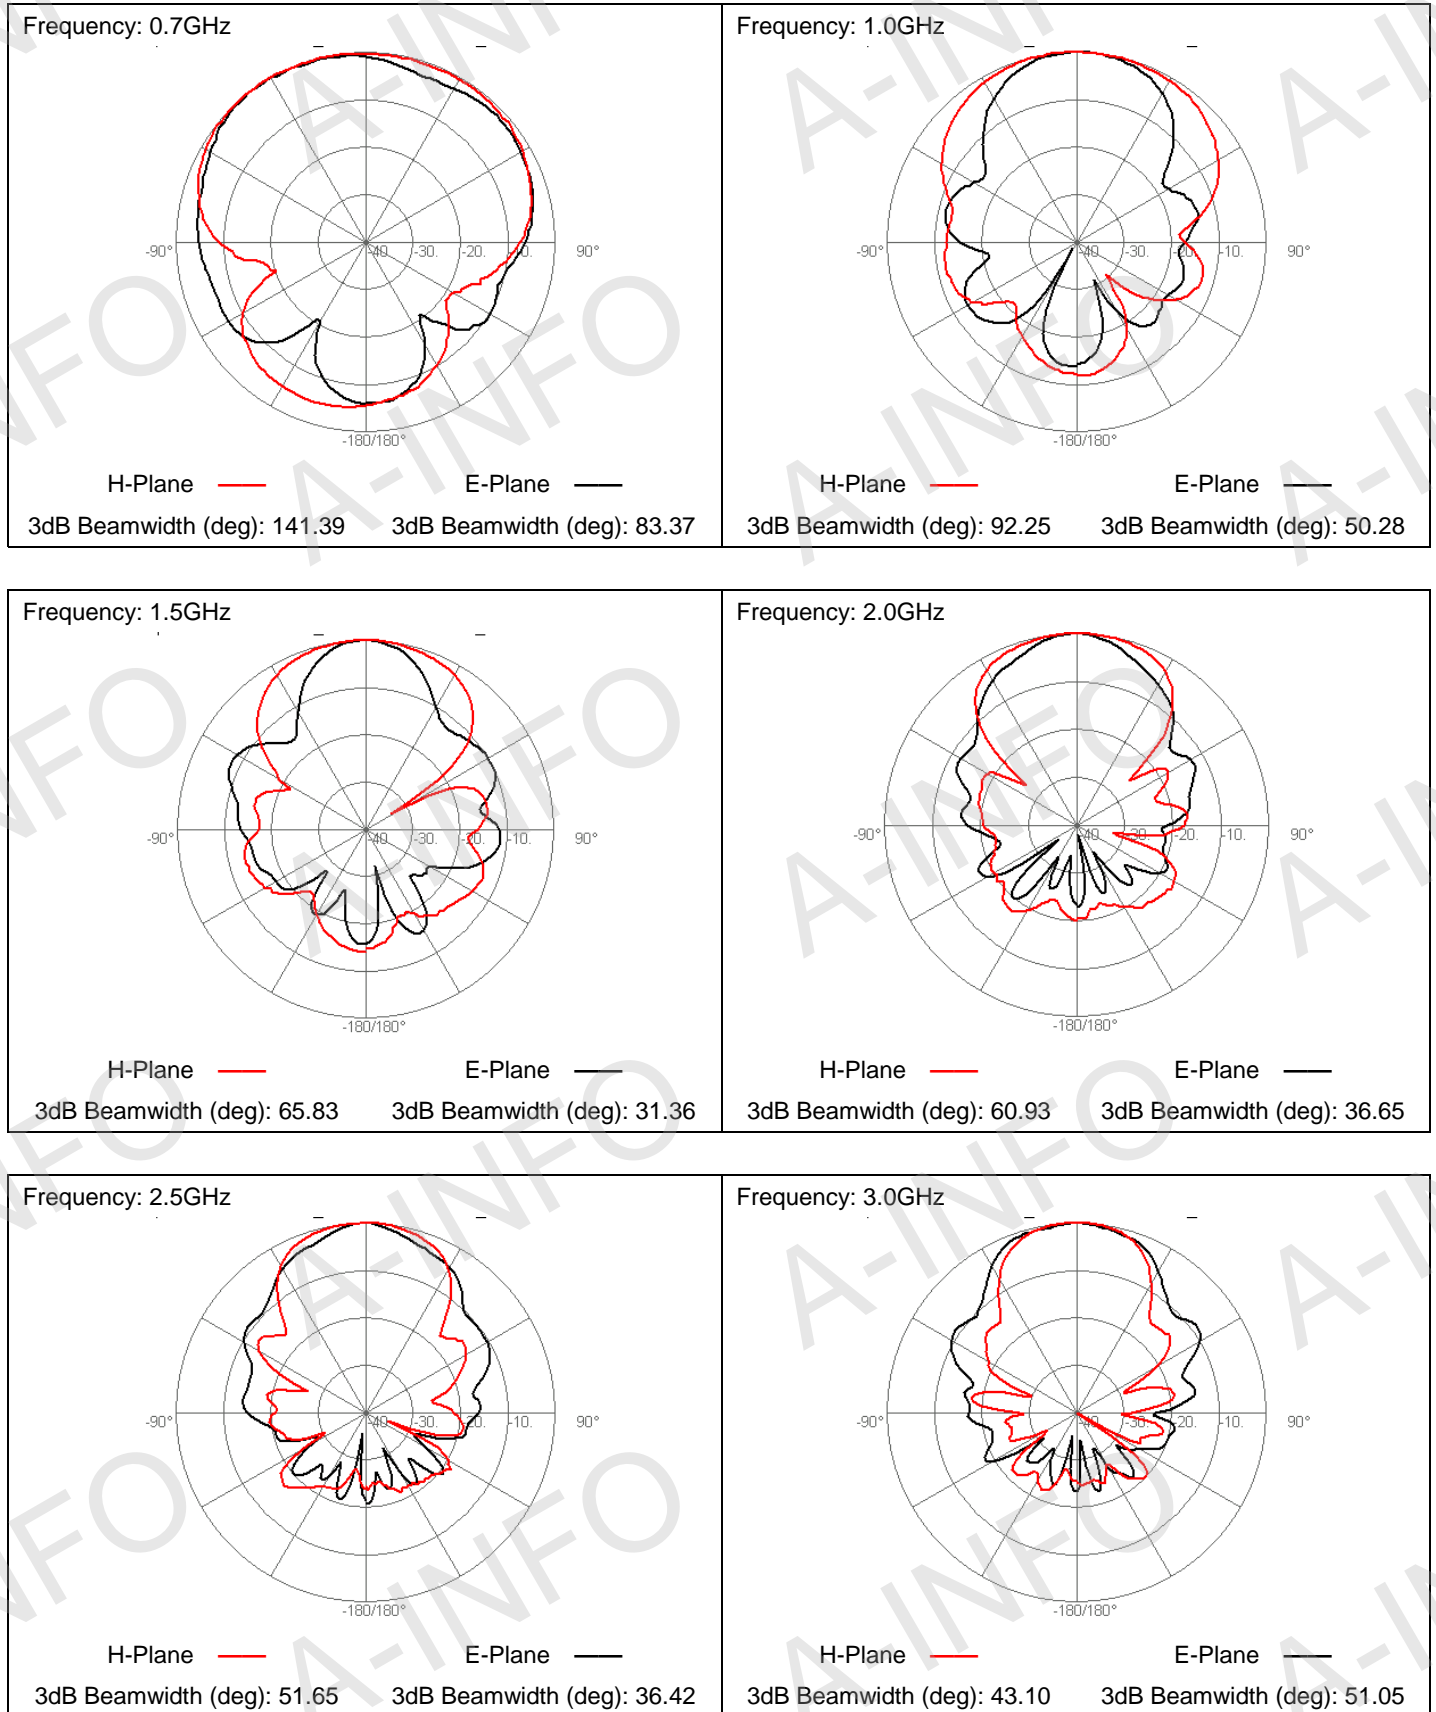 Frequency: 0.7GHz
-90°
-40
-30.
-20.
-10.
90°
-180/180°
H-Plane
E-Plane
3dB Beamwidth (deg): 141.39
3dB Beamwidth (deg): 83.37
Frequency: 1.0GHz
-90°
-40
-30.
-20.
-10.
90°
-180/180°
H-Plane
E-Plane
3dB Beamwidth (deg): 92.25
3dB Beamwidth (deg): 50.28
Frequency: 1.5GHz
-90°
-40
-30.
-20.
-10.
90°
-180/180°
H-Plane
E-Plane
3dB Beamwidth (deg): 65.83
3dB Beamwidth (deg): 31.36
Frequency: 2.0GHz
-90°
-40
-30.
-20.
-10.
90°
-180/180°
H-Plane
E-Plane
3dB Beamwidth (deg): 60.93
3dB Beamwidth (deg): 36.65
Frequency: 2.5GHz
-90°
-40
-30.
-20.
-10.
90°
-180/180°
H-Plane
E-Plane
3dB Beamwidth (deg): 51.65
3dB Beamwidth (deg): 36.42
Frequency: 3.0GHz
-90°
-40
-30.
-20.
-10.
90°
-180/180°
H-Plane
E-Plane
3dB Beamwidth (deg): 43.10
3dB Beamwidth (deg): 51.05
A-INFO